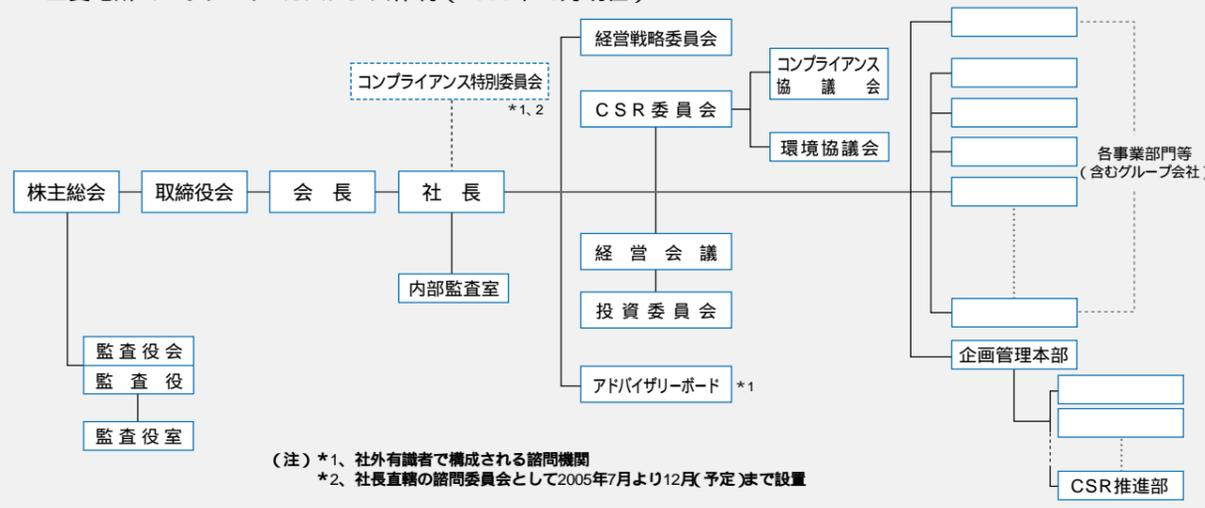 経営戦略委員会
コンプライアンス特別委員会
*1、2
コンプライアンス
協議会
CSR委員会
環境協議会
各事業部門等
(含むグループ会社)
株主総会
取締役会
会長
社長
経営会議
内部監査室
投資委員会
監査役会
監査役
企画管理本部
アドバイザリーボード *1
監査役室
CSR推進部
(注)*1、社外有識者で構成される諮問機関
*2、社長直轄の諮問委員会として2005年7月より12月(予定)まで設置